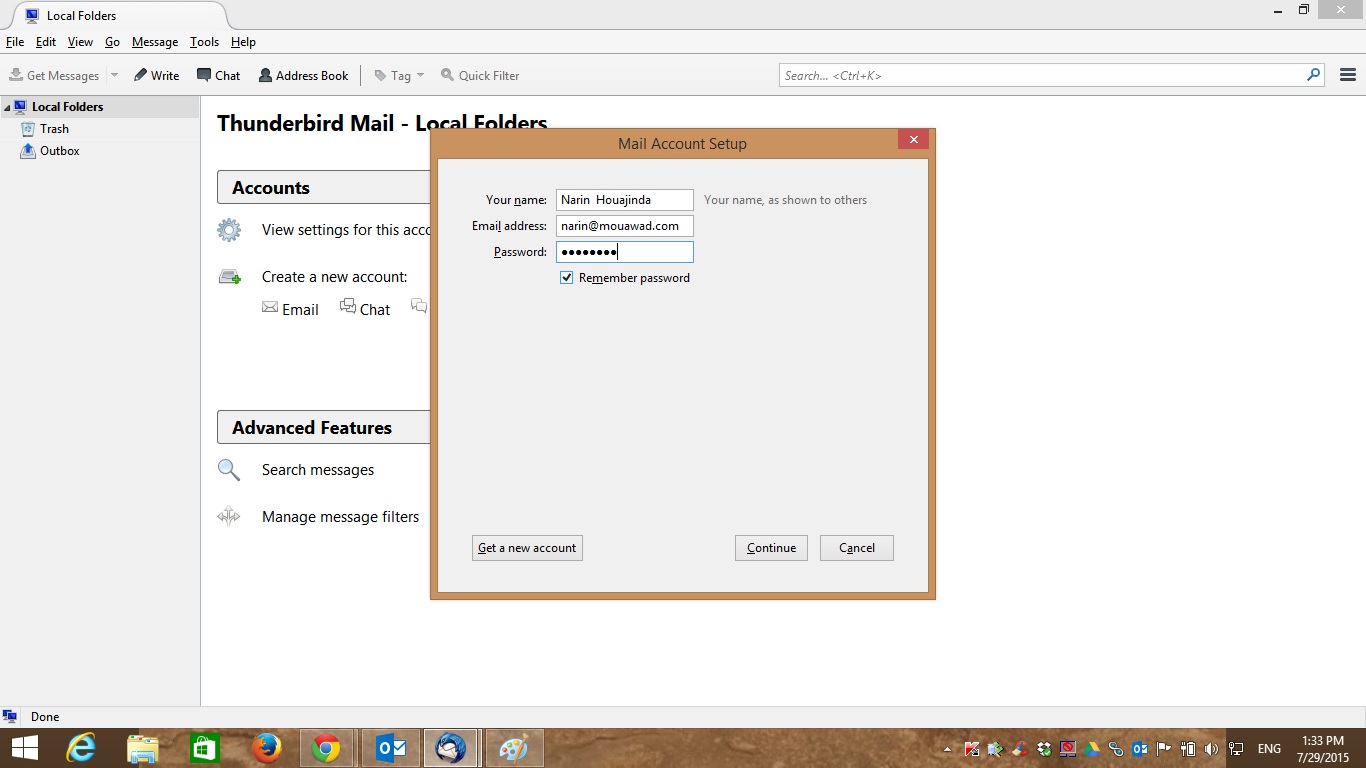 Local Folders
File Edit View Go Message Tools Help
Get Messages Write Chat Address Book Tag Quick Filter Search... <Ctrl+K>
Local Folders
Trash
Outbox
Thunderbird Mail - Local Folders
Accounts
View settings for this acco
Create a new account:
Email Chat
Advanced Features
Search messages
Manage message filters
Mail Account Setup
Your name: Narin Houajinda Your name, as shown to others
Email address: narin@mouawad.com
Password: ••••••••
Remember password
Get a new account Continue Cancel
Done
ENG
1:33 PM
7/29/2015